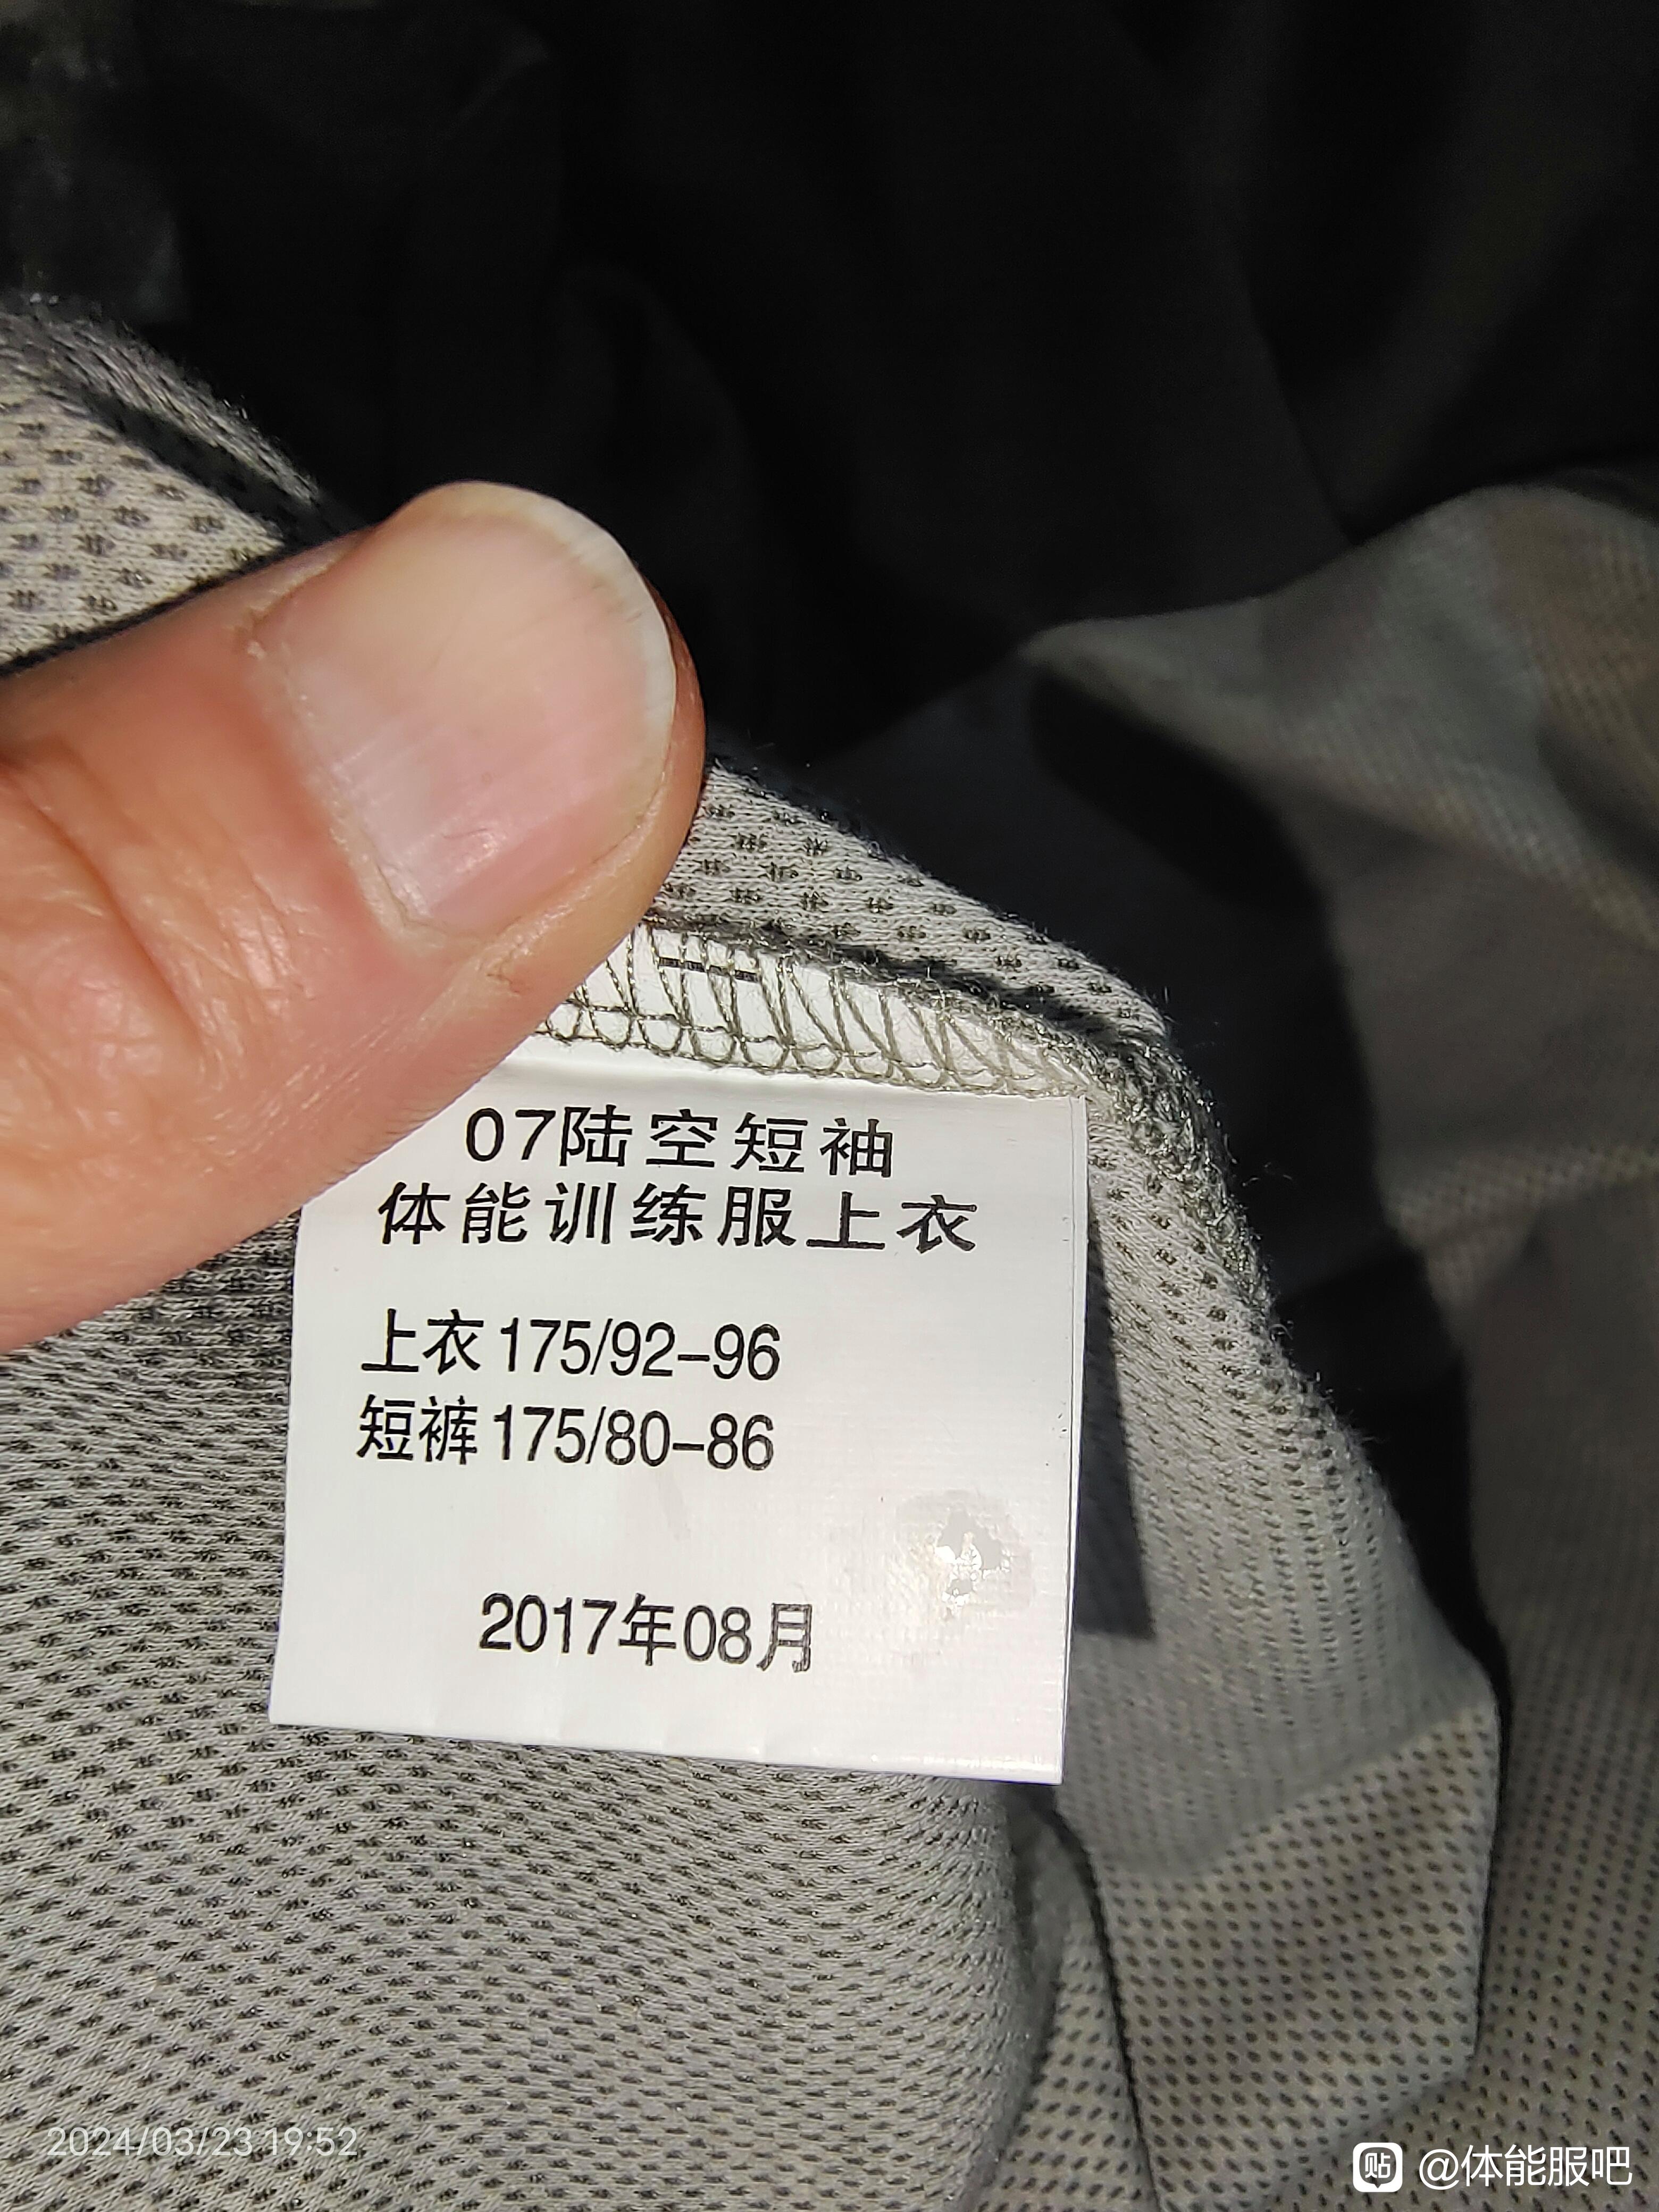 07陆空短袖
体能训练服上衣
上衣175/92-96
短裤175/80-86
2017年08月
2024/03/23 19:52
贴 @体能服吧